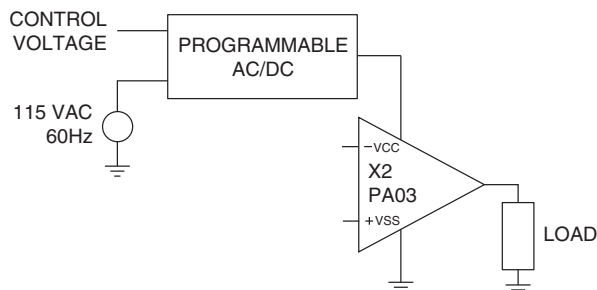 CONTROL
VOLTAGE
PROGRAMMABLE
AC/DC
115 VAC
60Hz
−VCC
X2
PA03
+VSS
LOAD